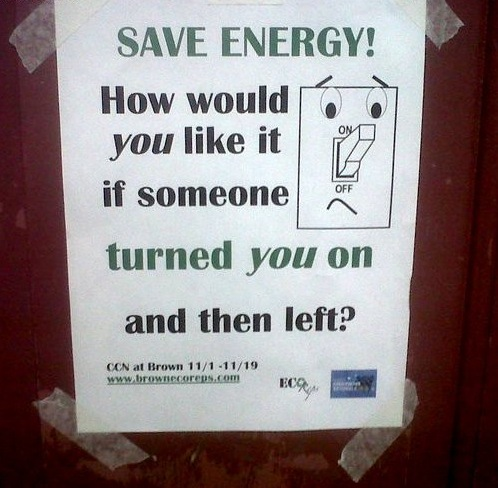 SAVE ENERGY!
How would
you like it
if someone
turned you on
and then left?
ON
OFF
CCN at Brown 11/1 -11/19
www.brownecoreps.com
ECO